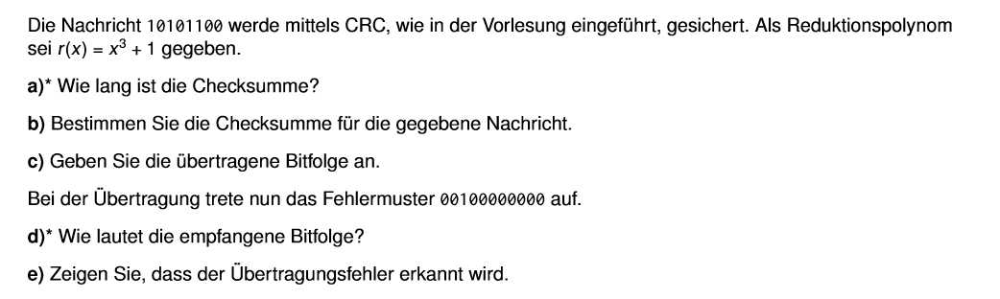 Die Nachricht 10101100 werde mittels CRC, wie in der Vorlesung eingeführt, gesichert. Als Reduktionspolynom
sei r(x) = x³ + 1 gegeben.
a)* Wie lang ist die Checksumme?
b) Bestimmen Sie die Checksumme für die gegebene Nachricht.
c) Geben Sie die übertragene Bitfolge an.
Bei der Übertragung trete nun das Fehlermuster 00100000000 auf.
d)* Wie lautet die empfangene Bitfolge?
e) Zeigen Sie, dass der Übertragungsfehler erkannt wird.